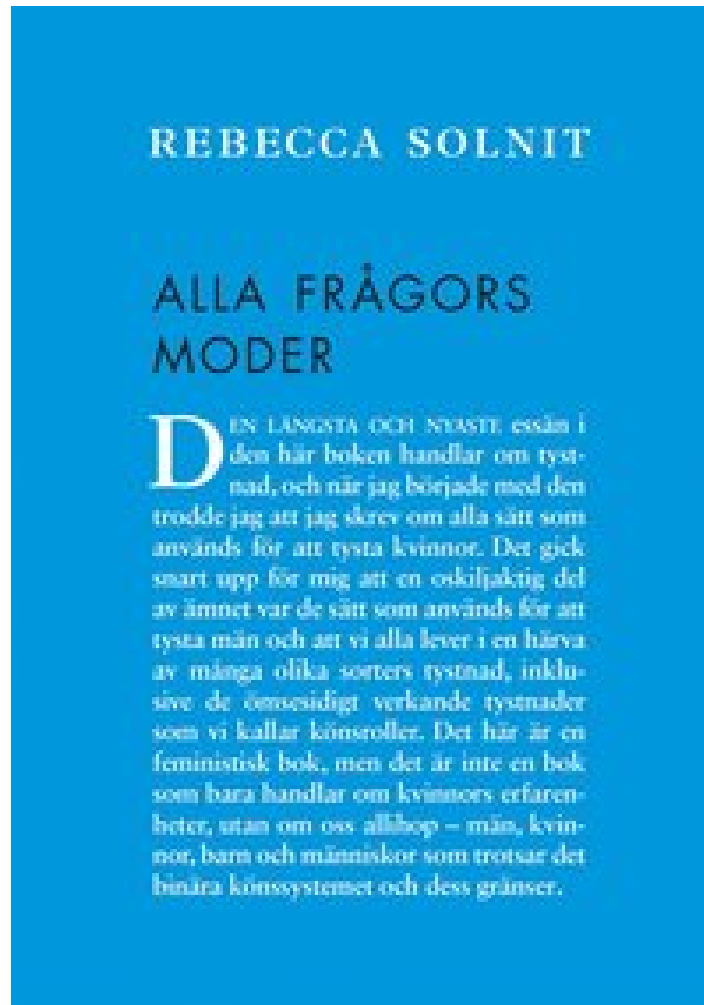 REBECCA SOLNIT
ALLA FRÅGORS
MODER
DEN LÄNGSTA OCH NYASTE essän i
den här boken handlar om tyst-
nad, och när jag började med den
trodde jag att jag skrev om alla sätt som
används för att tysta kvinnor. Det gick
snart upp för mig att en oskiljaktig del
av ämnet var de sätt som används för att
tysta män och att vi alla lever i en härva
av många olika sorters tystnad, inklu-
sive de ömsesidigt verkande tystnader
som vi kallar könsroller. Det här är en
feministisk bok, men det är inte en bok
som bara handlar om kvinnors erfaren-
heter, utan om oss allihop – män, kvin-
nor, barn och människor som trotsar det
binära könssystemet och dess gränser.